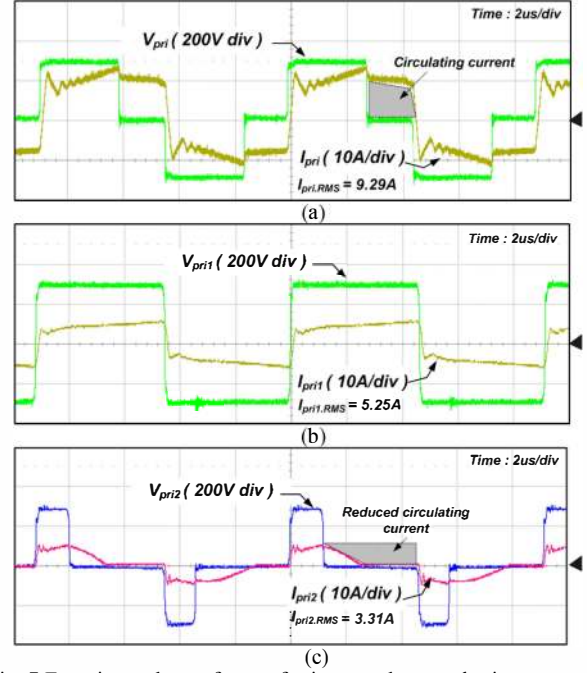 Time : 2us/div
Vpri ( 200V div )
Circulating current
Ipri ( 10A/div )
Ipri.RMS = 9.29A
(a)
Time : 2us/div
Vpri1 ( 200V div )
Ipri1 ( 10A/div )
Ipri1.RMS = 5.25A
(b)
Time : 2us/div
Vpri2 ( 200V div )
Reduced circulating
current
Ipri2 ( 10A/div )
Ipri2.RMS = 3.31A
(c)